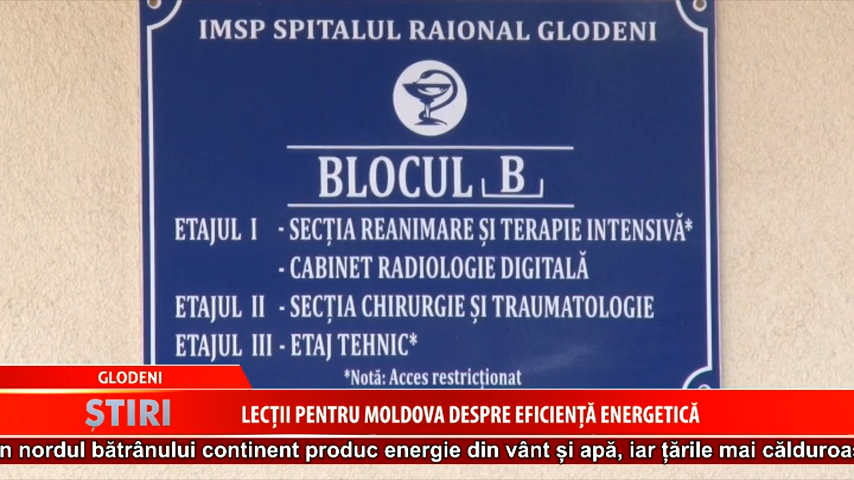 IMSP SPITALUL RAIONAL GLODENI
BLOCUL B
ETAJUL I - SECȚIA REANIMARE ȘI TERAPIE INTENSIVĂ*
- CABINET RADIOLOGIE DIGITALĂ
ETAJUL II - SECȚIA CHIRURGIE ȘI TRAUMATOLOGIE
ETAJUL III - ETAJ TEHNIC*
*Notă: Acces restricționat
GLODENI
ȘTIRI
LECȚII PENTRU MOLDOVA DESPRE EFICIENȚĂ ENERGETICĂ
n nordul bătrânului continent produc energie din vânt și apă, iar țările mai călduroas